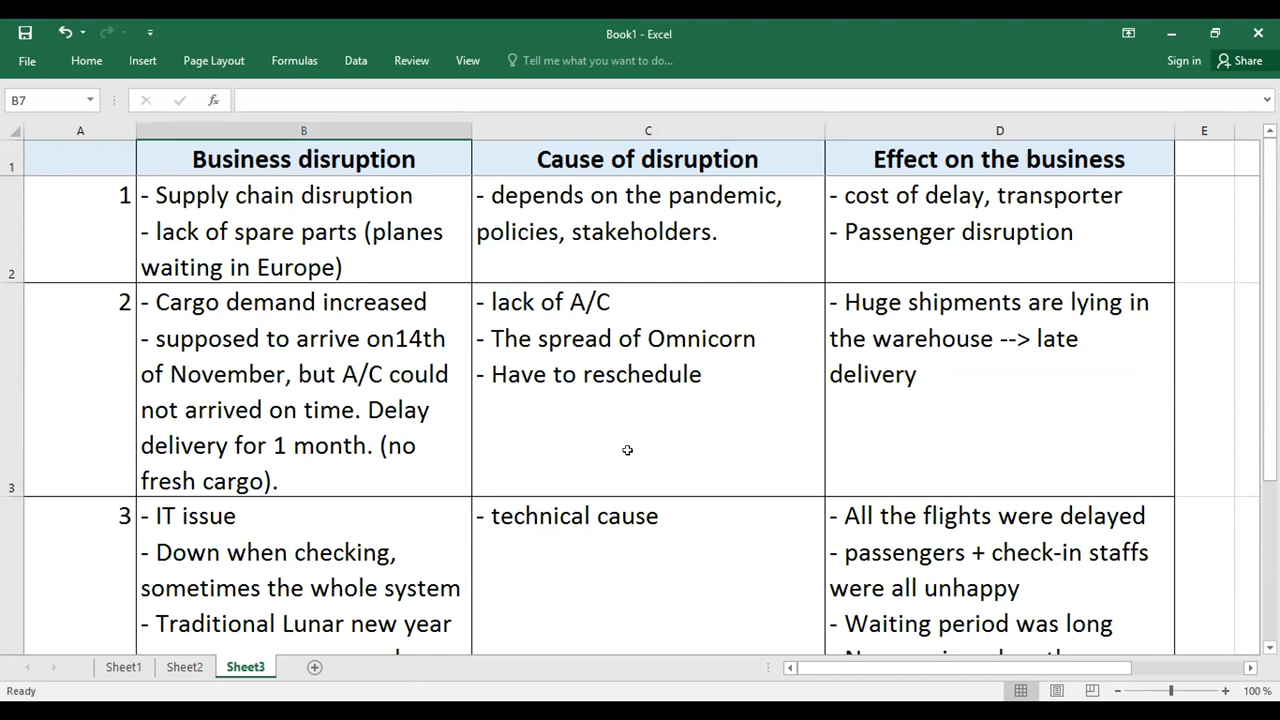 Book1 - Excel
File Home Insert Page Layout Formulas Data Review View Tell me what you want to do... Sign in Share
B7 fx
A B C D E
1 Business disruption Cause of disruption Effect on the business
1 - Supply chain disruption - depends on the pandemic, - cost of delay, transporter
- lack of spare parts (planes policies, stakeholders. - Passenger disruption
2 waiting in Europe)
2 - Cargo demand increased - lack of A/C - Huge shipments are lying in
- supposed to arrive on14th - The spread of Omnicorn the warehouse --> late
of November, but A/C could - Have to reschedule delivery
not arrived on time. Delay
delivery for 1 month. (no
3 fresh cargo).
3 - IT issue - technical cause - All the flights were delayed
- Down when checking, - passengers + check-in staffs
sometimes the whole system were all unhappy
- Traditional Lunar new year - Waiting period was long
Sheet1 Sheet2 Sheet3
Ready 100 %